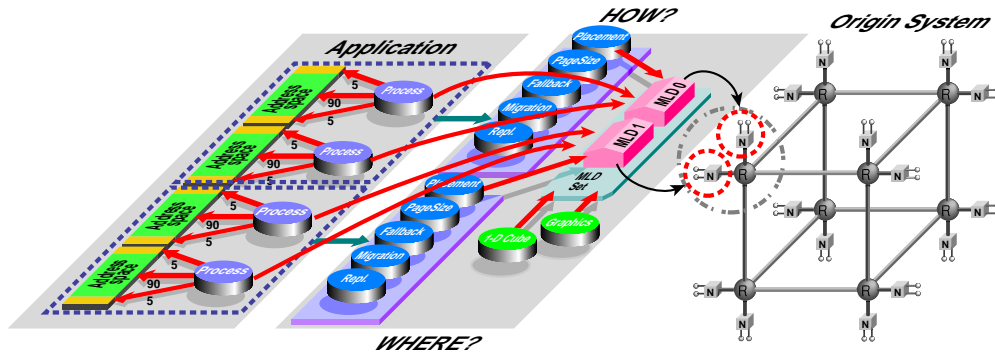 HOW?
Origin System
Application
Placement
PageSize
Fallback
Migration
Repl.
MLD 0
MLD 1
MLD
Set
Address
space
5
90
5
Process
Address
space
5
90
5
Process
Address
space
5
90
5
Process
Address
space
5
90
5
Process
Placement
PageSize
Fallback
Migration
Repl.
1-D Cube
Graphics
WHERE?
N
N
R
N
N
R
N
N
R
N
N
R
N
N
R
N
N
R
N
N
R
N
N
R